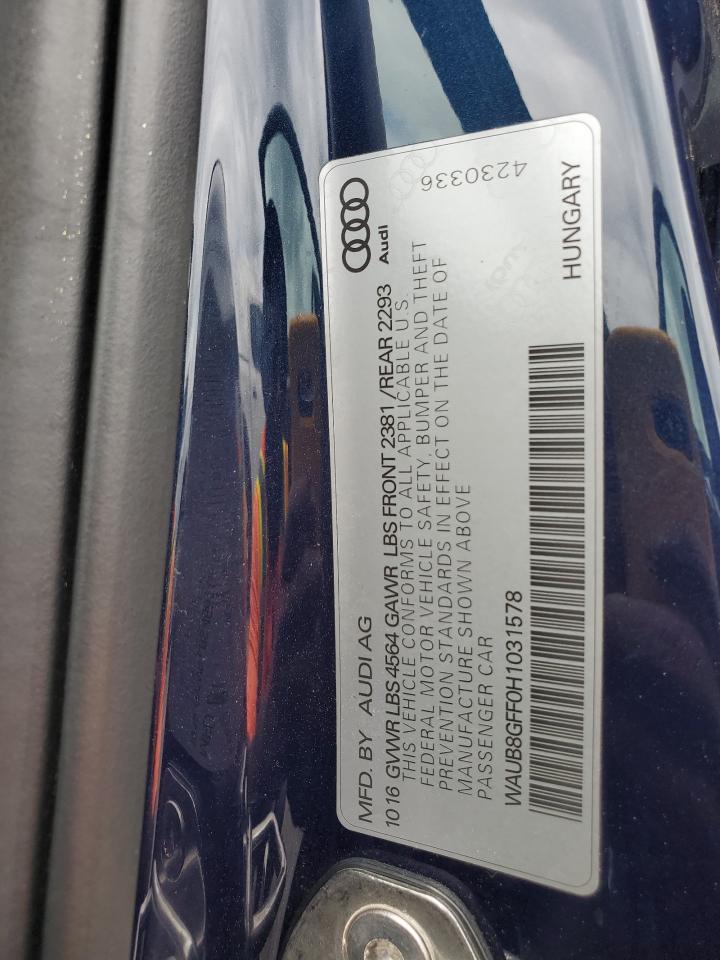 Audi
4230336
MFD. BY AUDI AG
10 16 GVWR LBS 4564 GAWR LBS FRONT 2381 /REAR 2293
THIS VEHICLE CONFORMS TO ALL APPLICABLE U.S.
FEDERAL MOTOR VEHICLE SAFETY, BUMPER AND THEFT
PREVENTION STANDARDS IN EFFECT ON THE DATE OF
MANUFACTURE SHOWN ABOVE
PASSENGER CAR
WAUB8GFF0H1031578
HUNGARY